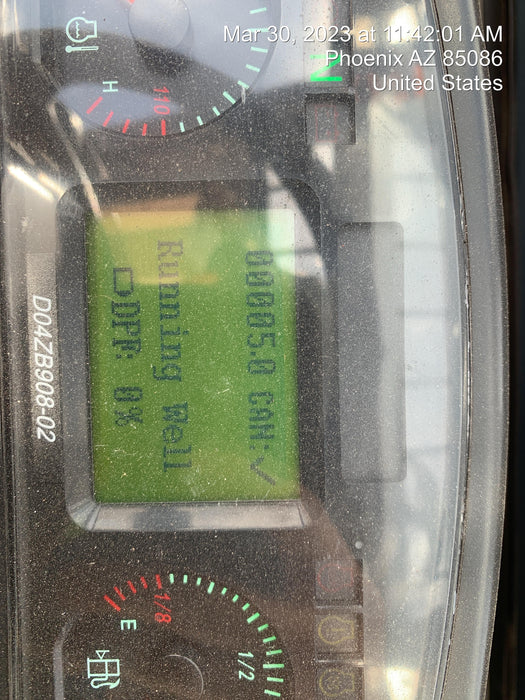 Mar 30, 2023 at 11:42:01 AM
Phoenix AZ 85086
United States
N
H
110
00005.0 CAN:✓
Running Well
DPF: 0%
D04ZB908-02
E
1/8
1/2